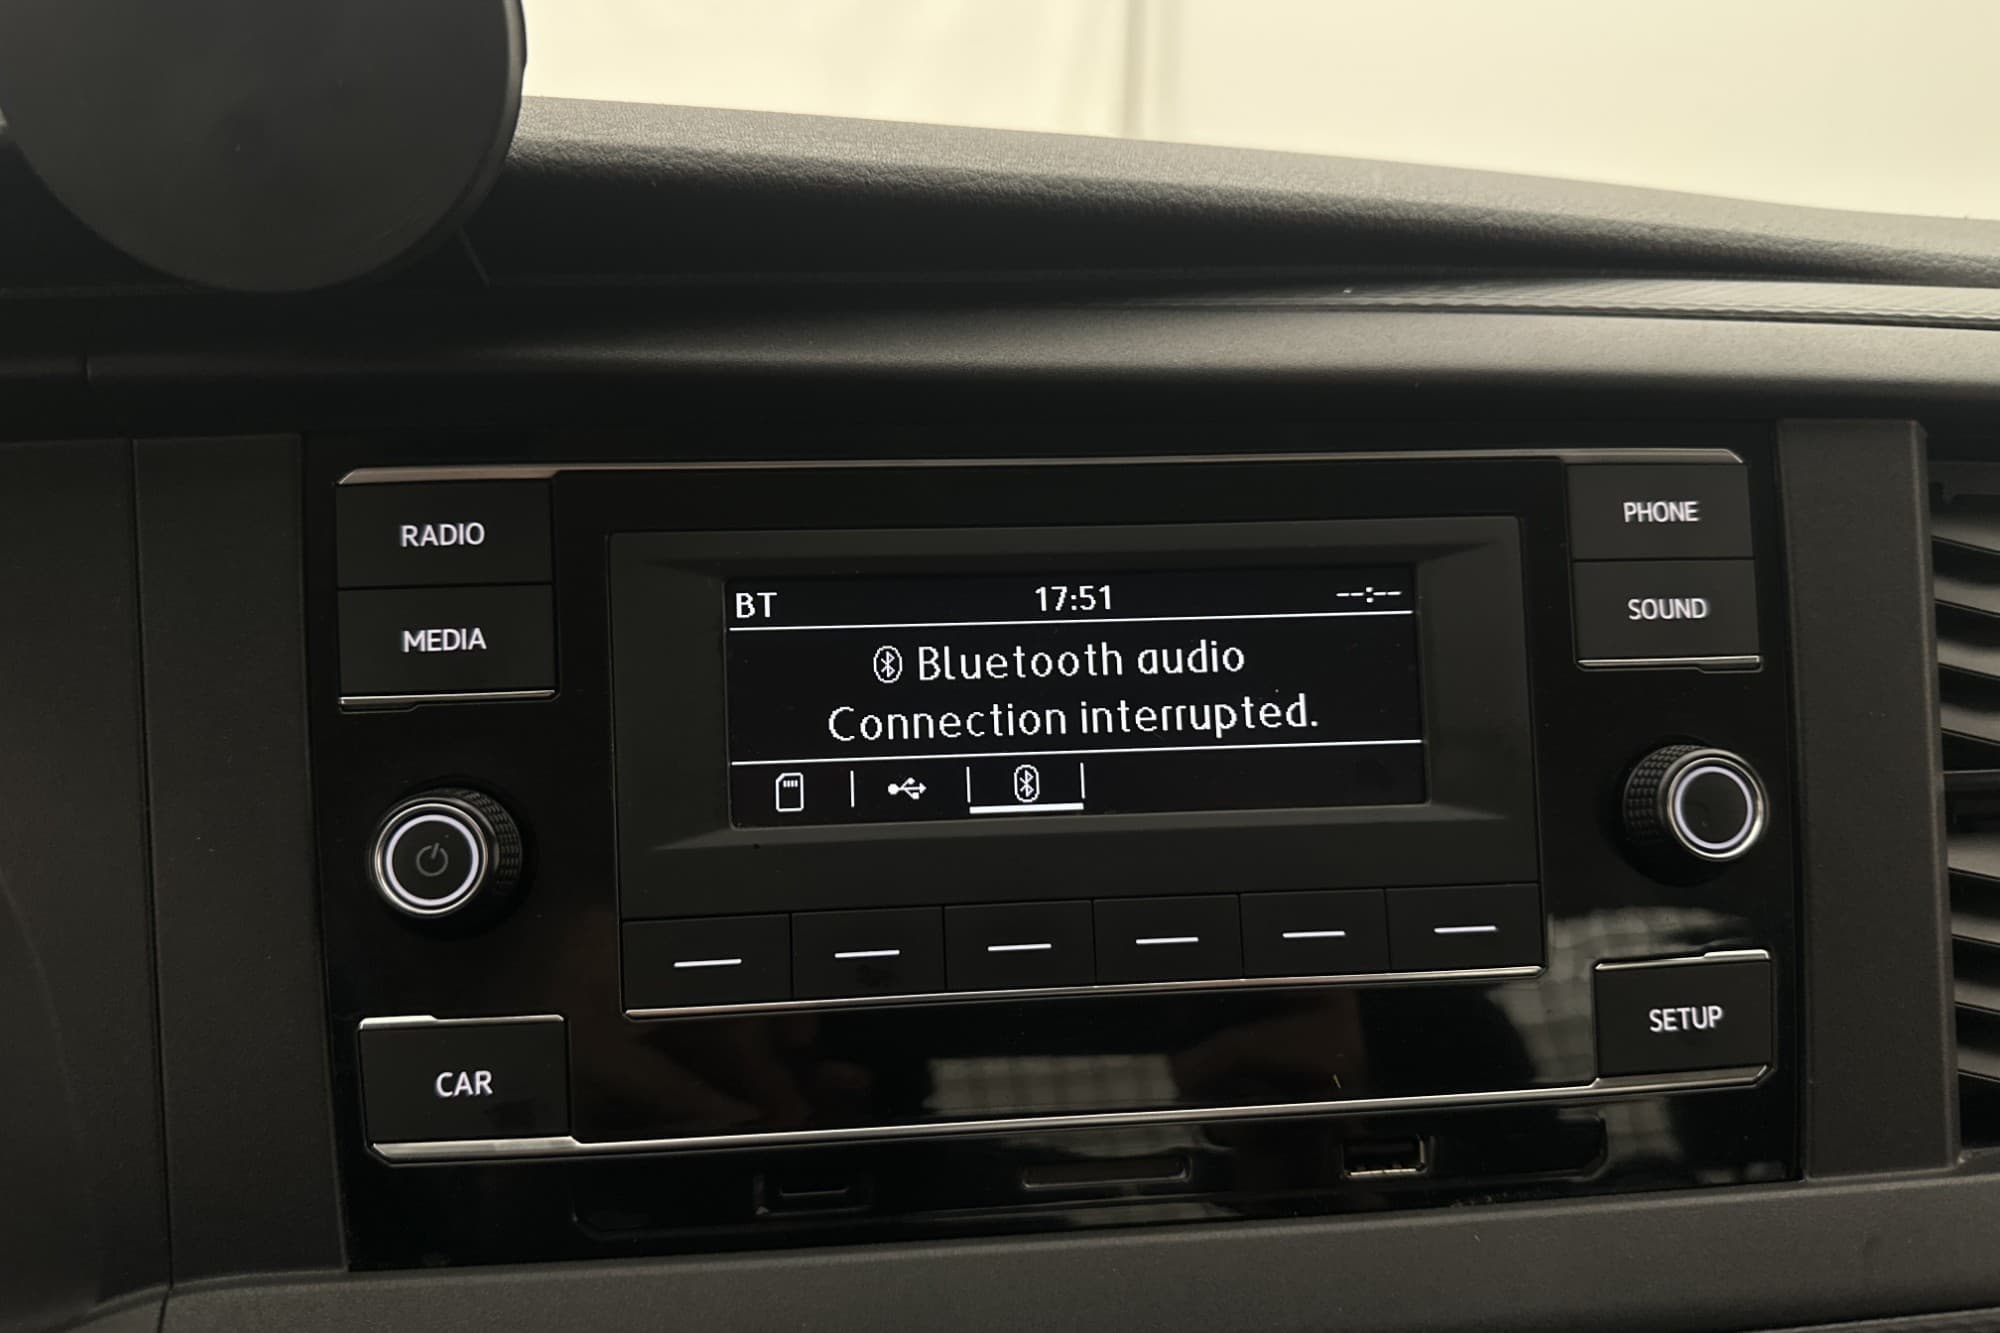 RADIO
MEDIA
BT 17:51 --:--
Bluetooth audio
Connection interrupted.
PHONE
SOUND
CAR
SETUP